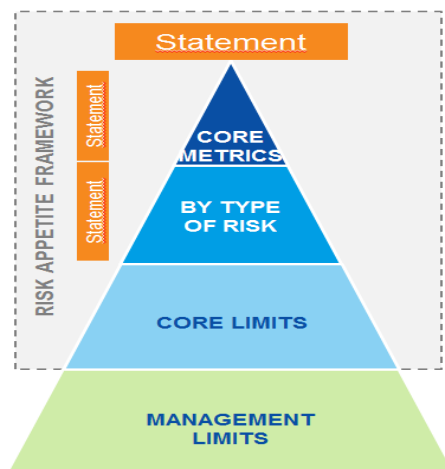 Statement
RISK APPETITE FRAMEWORK
Statement
Statement
CORE
METRICS
BY TYPE
OF RISK
CORE LIMITS
MANAGEMENT
LIMITS